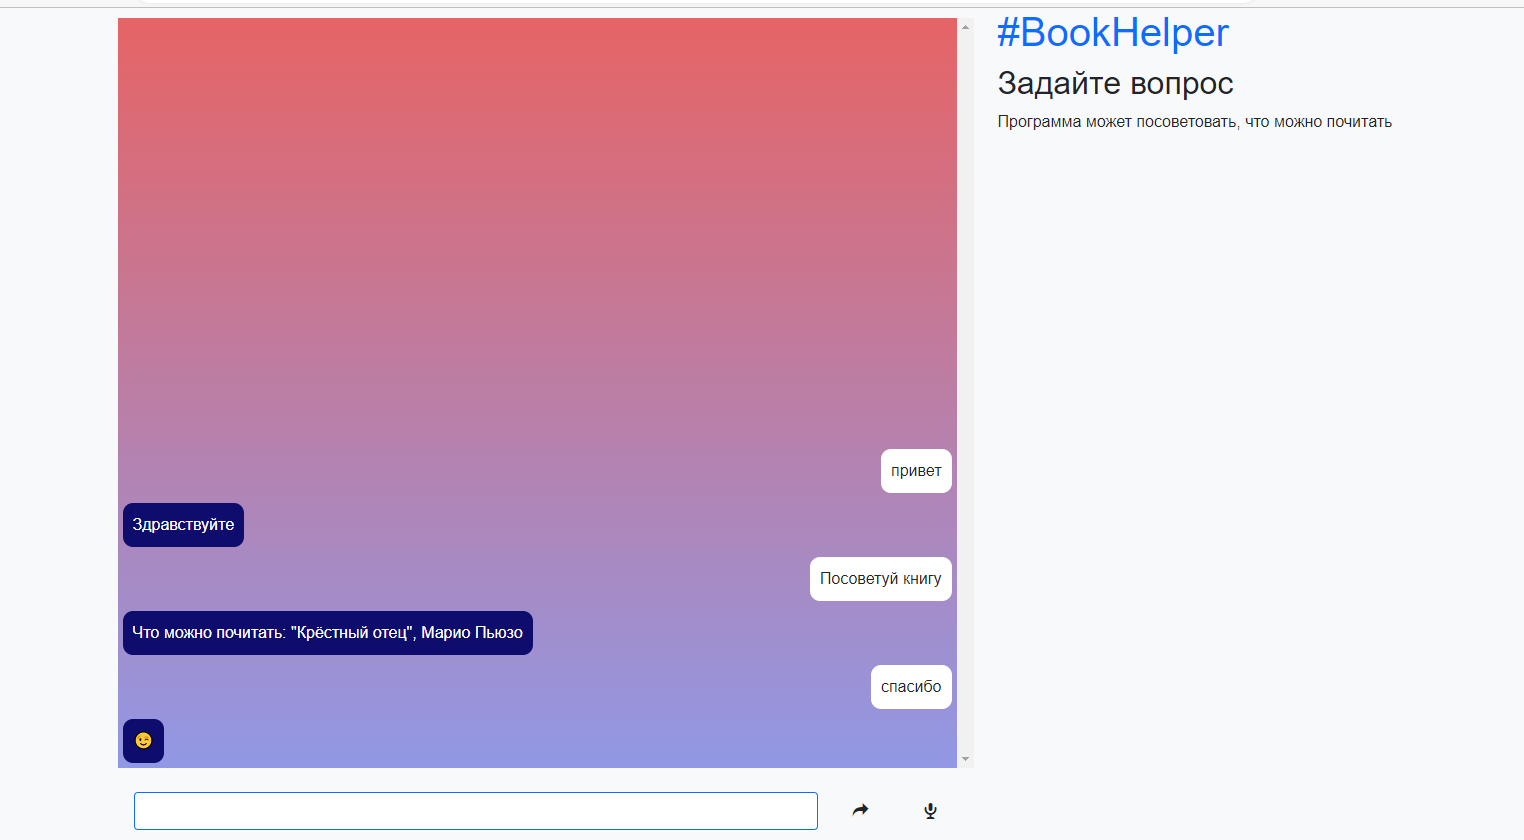 #BookHelper
Задайте вопрос
Программа может посоветовать, что можно почитать
привет
Здравствуйте
Посоветуй книгу
Что можно почитать: "Крёстный отец", Марио Пьюзо
спасибо